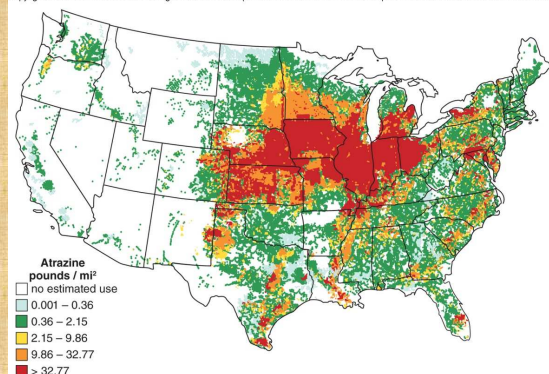 Atrazine
pounds / mi²
no estimated use
0.001 – 0.36
0.36 – 2.15
2.15 – 9.86
9.86 – 32.77
> 32.77